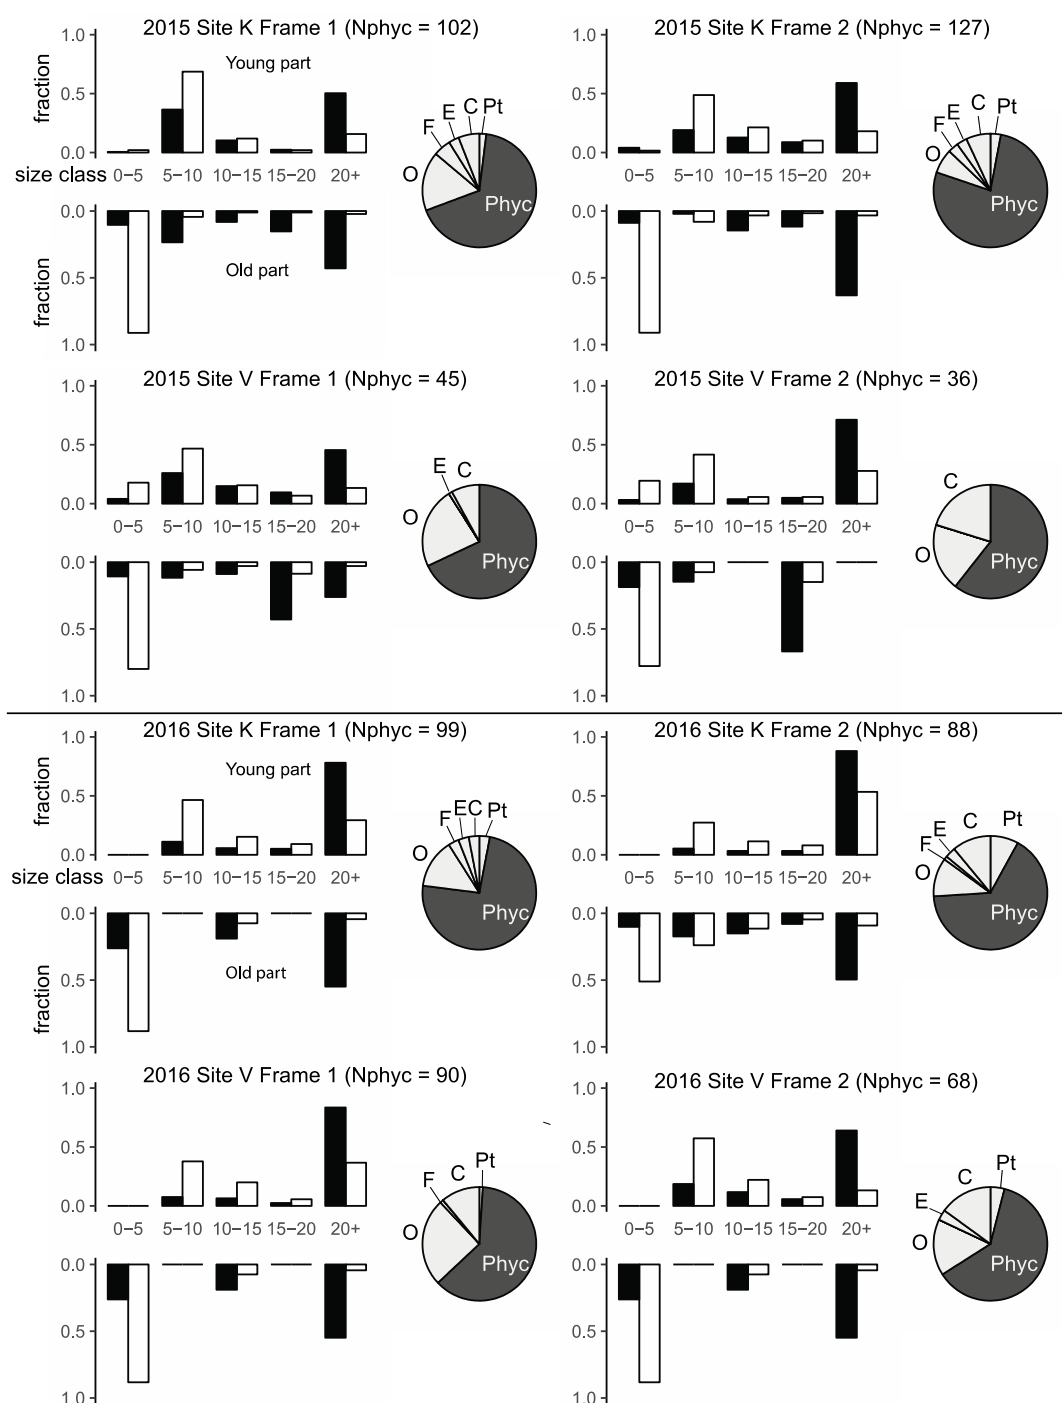 2015 Site K Frame 1 (Nphyc = 102)
1.0
0.5
0.0
fraction
Young part
size class 0−5 5−10 10−15 15−20 20+
0.0
0.5
1.0
fraction
Old part
F E C Pt
O
Phyc
2015 Site K Frame 2 (Nphyc = 127)
1.0
0.5
0.0
0−5 5−10 10−15 15−20 20+
0.0
0.5
1.0
F E C Pt
O
Phyc
2015 Site V Frame 1 (Nphyc = 45)
1.0
0.5
0.0
0−5 5−10 10−15 15−20 20+
0.0
0.5
1.0
E C
O
Phyc
2015 Site V Frame 2 (Nphyc = 36)
1.0
0.5
0.0
0−5 5−10 10−15 15−20 20+
0.0
0.5
1.0
C
O
Phyc
2016 Site K Frame 1 (Nphyc = 99)
1.0
0.5
0.0
fraction
Young part
size class 0−5 5−10 10−15 15−20 20+
0.0
0.5
1.0
fraction
Old part
F E C Pt
O
Phyc
2016 Site K Frame 2 (Nphyc = 88)
1.0
0.5
0.0
0−5 5−10 10−15 15−20 20+
0.0
0.5
1.0
F E C Pt
O
Phyc
2016 Site V Frame 1 (Nphyc = 90)
1.0
0.5
0.0
0−5 5−10 10−15 15−20 20+
0.0
0.5
1.0
F C Pt
O
Phyc
2016 Site V Frame 2 (Nphyc = 68)
1.0
0.5
0.0
0−5 5−10 10−15 15−20 20+
0.0
0.5
1.0
E C Pt
O
Phyc